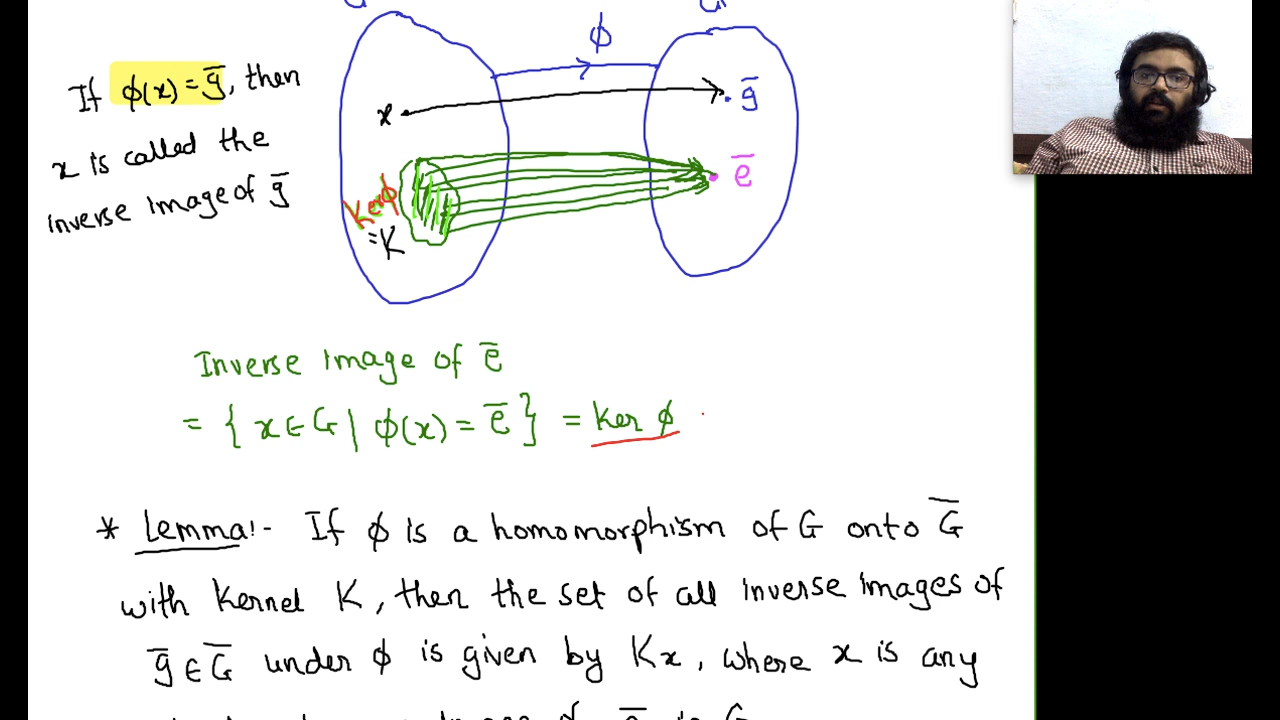 ϕ
If ϕ(x) = g̅, then
x is called the
inverse image of g̅
x
g̅
e̅
Ker ϕ
= K
Inverse image of e̅
= { x ∈ G | ϕ(x) = e̅ } = ker ϕ
* Lemma:- If ϕ is a homomorphism of G onto G̅
with kernel K, then the set of all inverse images of
g̅ ∈ G̅ under ϕ is given by Kx, where x is any